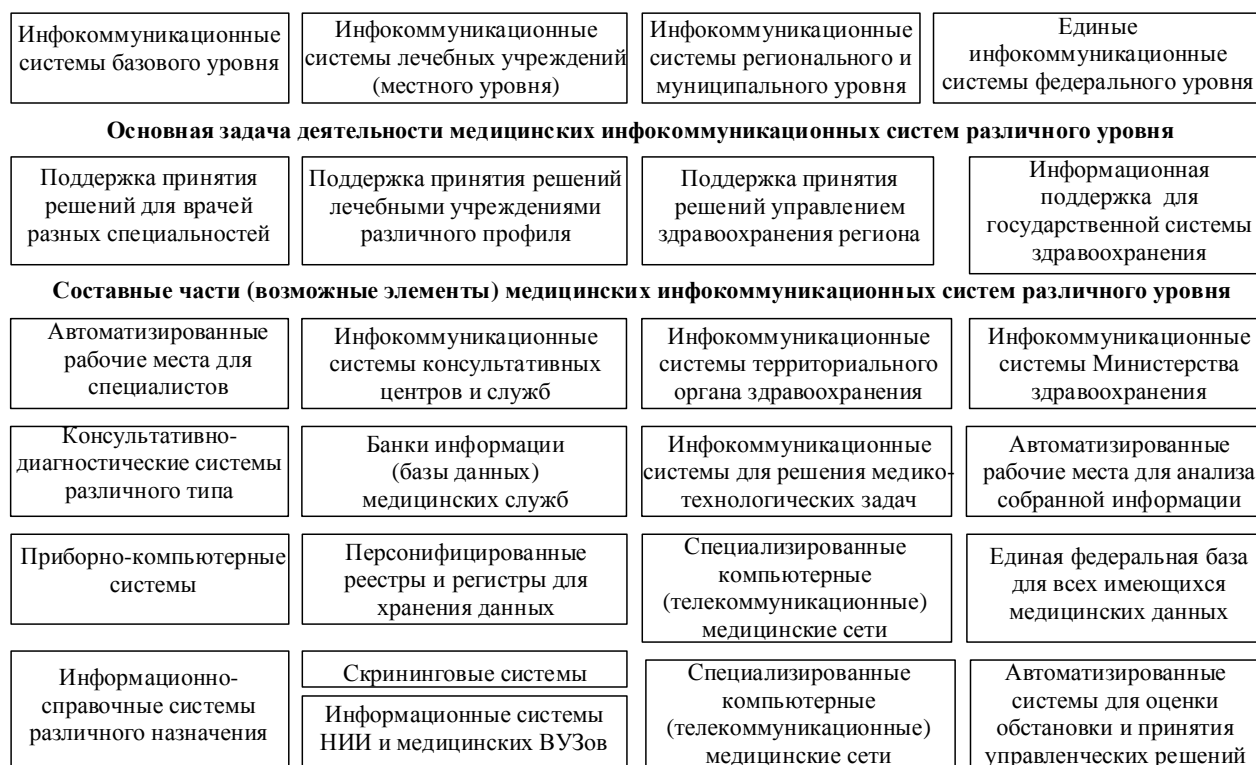 Инфокоммуникационные
системы базового уровня
Инфокоммуникационные
системы лечебных учреждений
(местного уровня)
Инфокоммуникационные
системы регионального и
муниципального уровня
Единые
инфокоммуникационные
системы федерального уровня
Основная задача деятельности медицинских инфокоммуникационных систем различного уровня
Поддержка принятия
решений для врачей
разных специальностей
Поддержка принятия решений
лечебными учреждениями
различного профиля
Поддержка принятия
решений управлением
здравоохранения региона
Информационная
поддержка для
государственной системы
здравоохранения
Составные части (возможные элементы) медицинских инфокоммуникационных систем различного уровня
Автоматизированные
рабочие места для
специалистов
Инфокоммуникационные
системы консультативных
центров и служб
Инфокоммуникационные
системы территориального
органа здравоохранения
Инфокоммуникационные
системы Министерства
здравоохранения
Консультативно-
диагностические системы
различного типа
Банки информации
(базы данных)
медицинских служб
Инфокоммуникационные
системы для решения медико-
технологических задач
Автоматизированные
рабочие места для анализа
собранной информации
Приборно-компьютерные
системы
Персонифицированные
реестры и регистры для
хранения данных
Специализированные
компьютерные
(телекоммуникационные)
медицинские сети
Единая федеральная база
для всех имеющихся
медицинских данных
Информационно-
справочные системы
различного назначения
Скрининговые системы
Информационные системы
НИИ и медицинских ВУЗов
Специализированные
компьютерные
(телекоммуникационные)
медицинские сети
Автоматизированные
системы для оценки
обстановки и принятия
управленческих решений